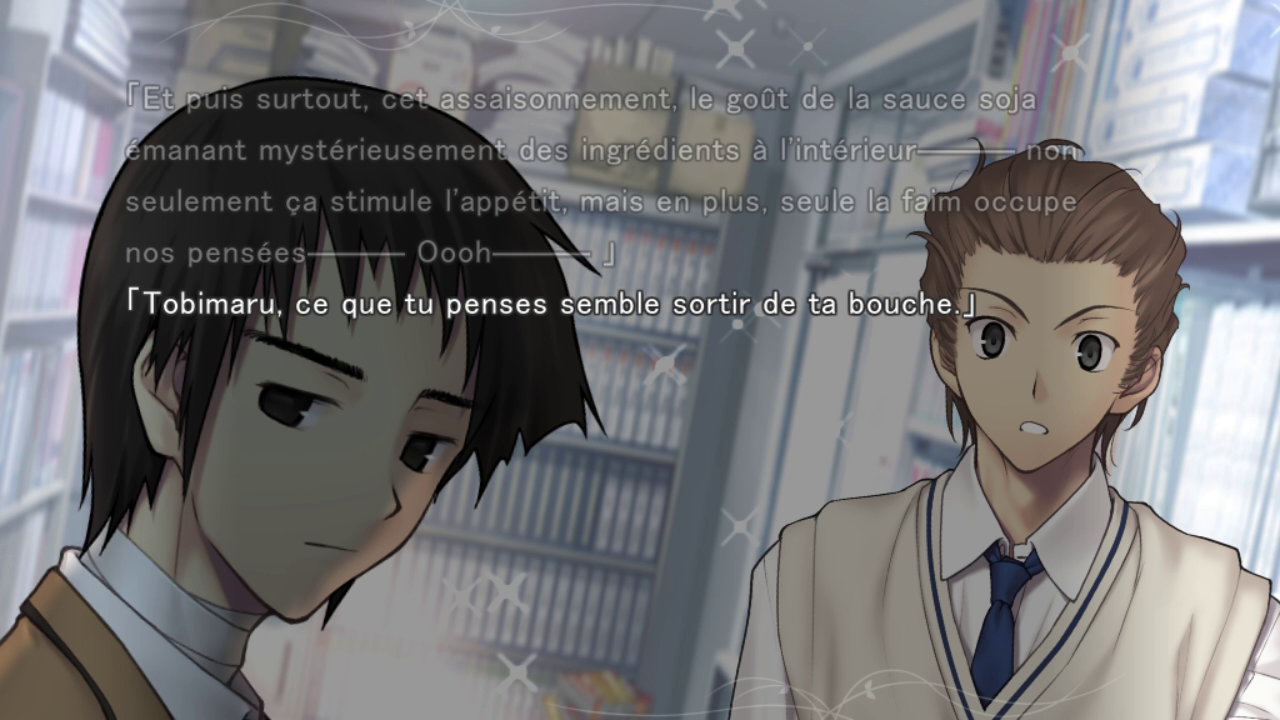 「Et puis surtout, cet assaisonnement, le goût de la sauce soja
émanant mystérieusement des ingrédients à l'intérieur──── non
seulement ça stimule l'appétit, mais en plus, seule la faim occupe
nos pensées──── Oooh────」
「Tobimaru, ce que tu penses semble sortir de ta bouche.」